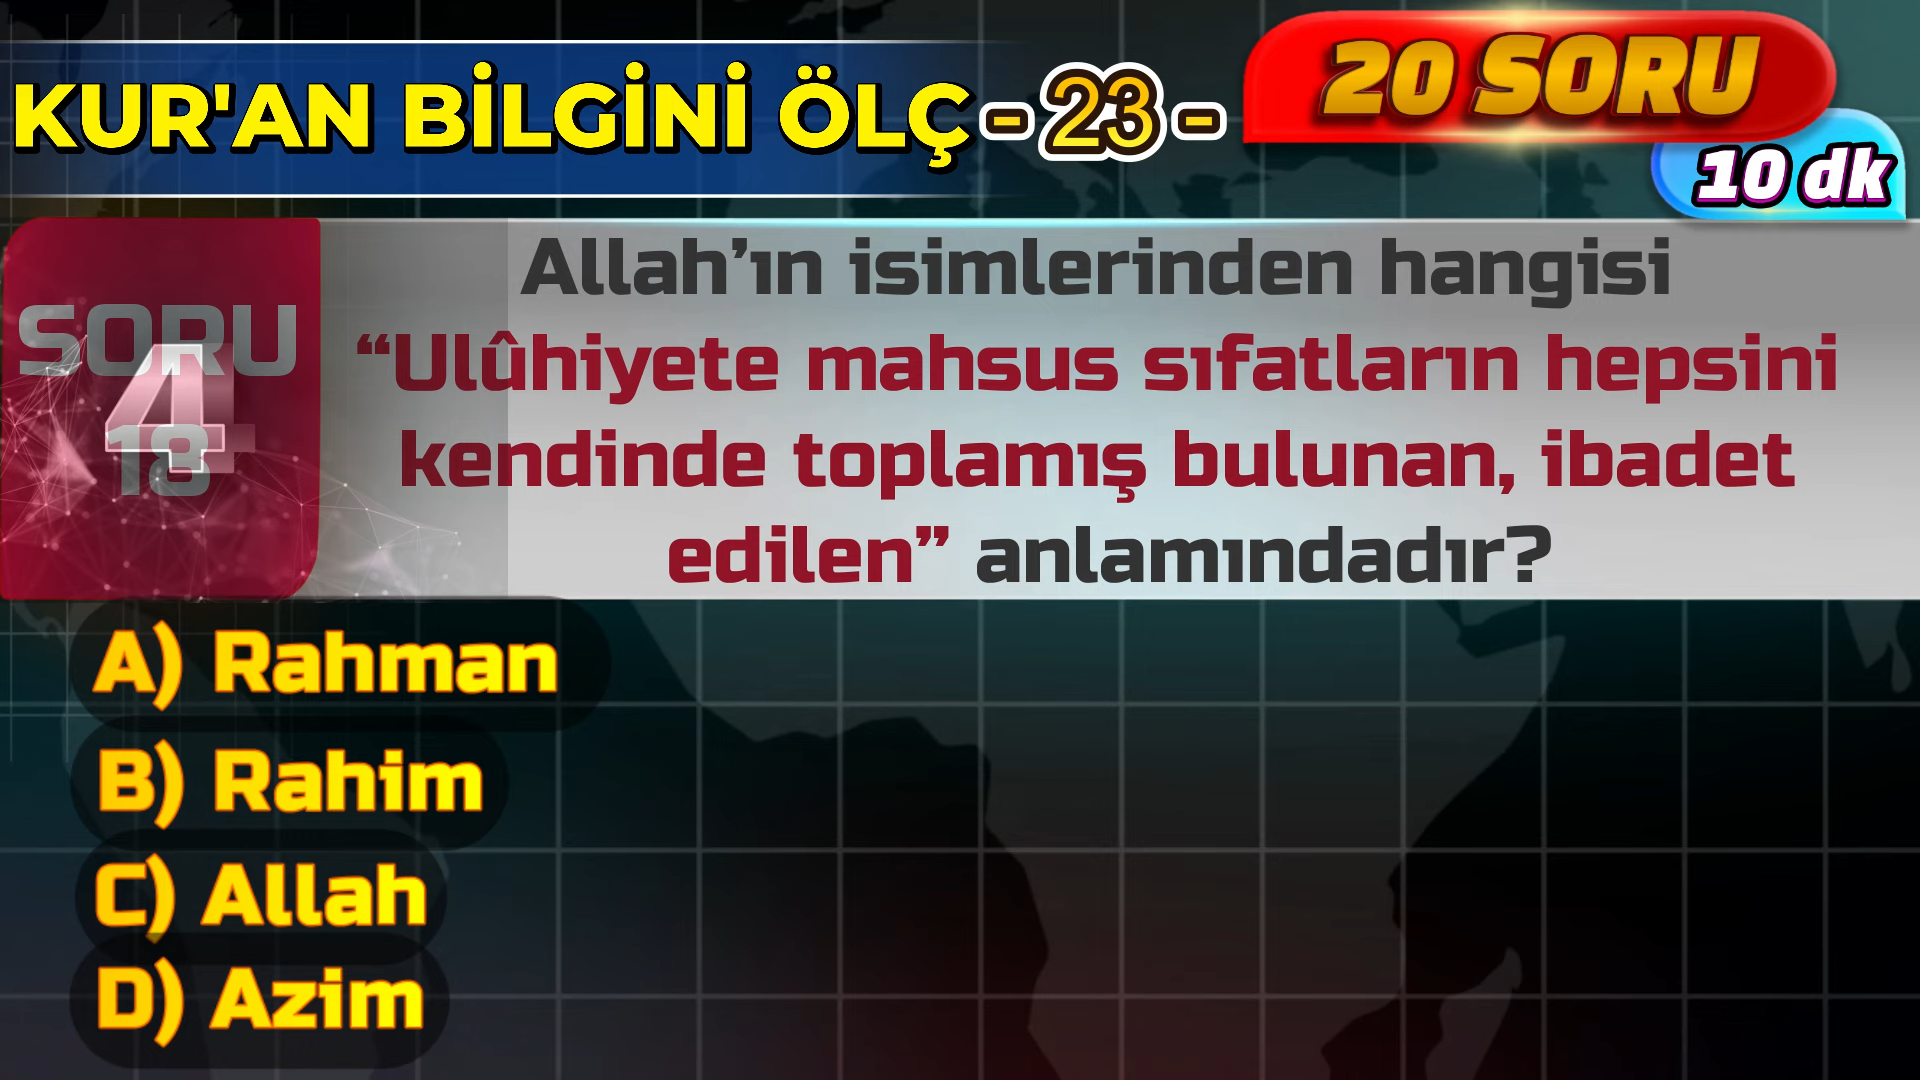 KUR'AN BİLGİNİ ÖLÇ - 23 -
20 SORU
10 dk
SORU
4
18
Allah’ın isimlerinden hangisi
“Ulûhiyete mahsus sıfatların hepsini
kendinde toplamış bulunan, ibadet
edilen” anlamındadır?
A) Rahman
B) Rahim
C) Allah
D) Azim